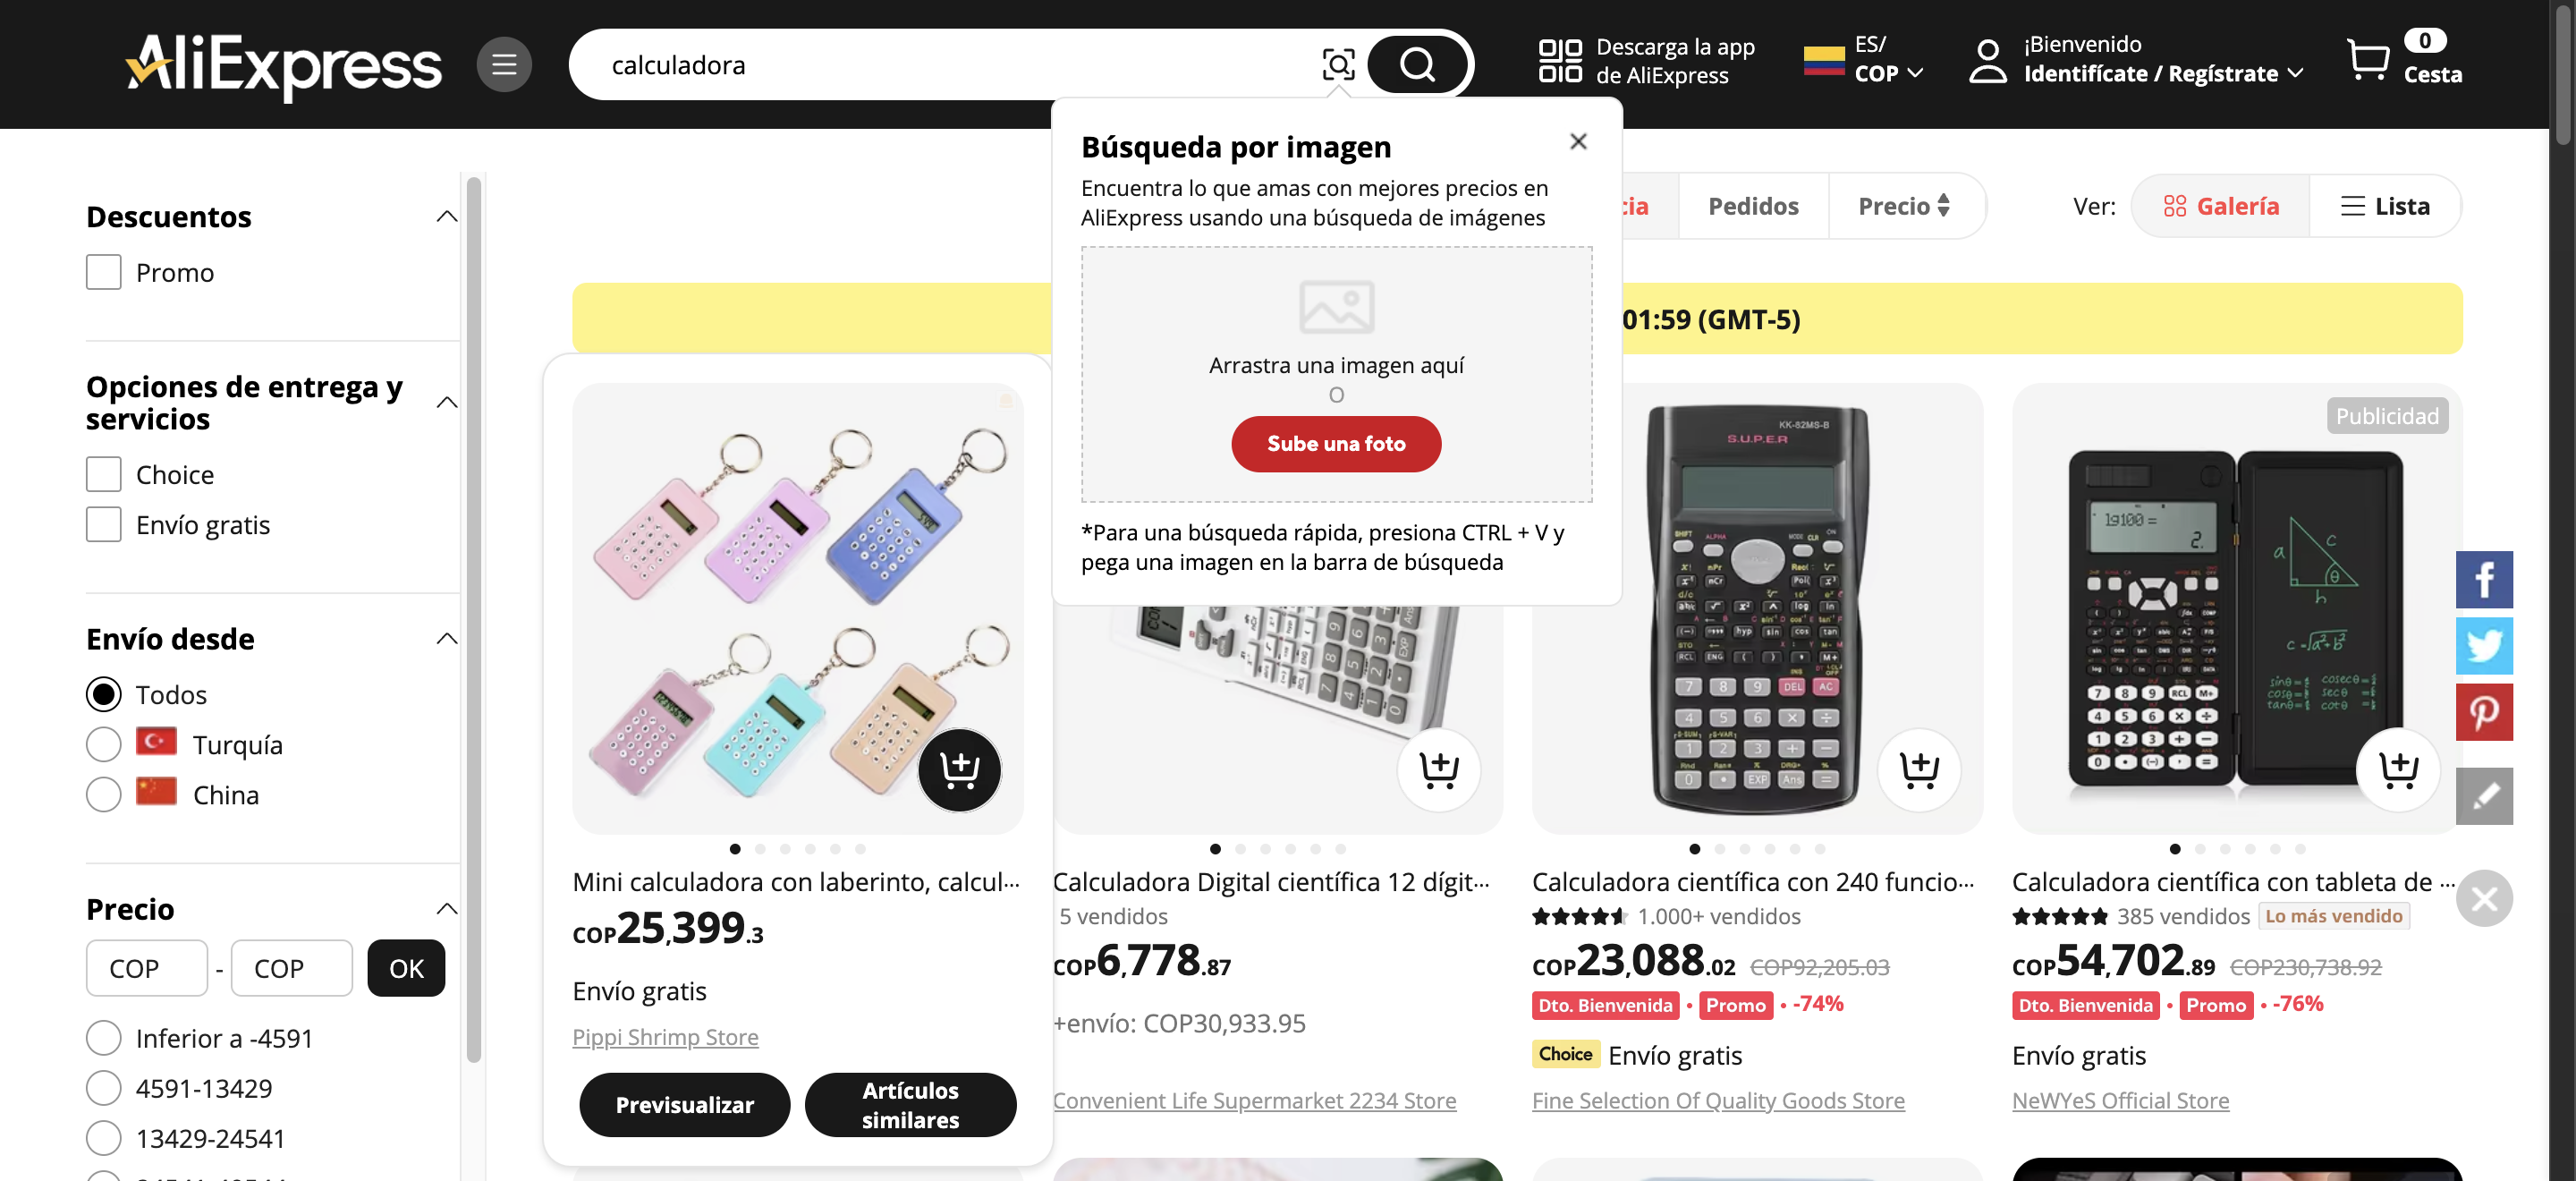 AliExpress
calculadora
Descarga la app
de AliExpress
ES/
COP
¡Bienvenido
Identifícate / Regístrate
0
Cesta
Búsqueda por imagen
Encuentra lo que amas con mejores precios en
AliExpress usando una búsqueda de imágenes
Arrastra una imagen aquí
O
Sube una foto
*Para una búsqueda rápida, presiona CTRL + V y
pega una imagen en la barra de búsqueda
cia
Pedidos
Precio
Ver:
Galería
Lista
01:59 (GMT-5)
Descuentos
Promo
Opciones de entrega y
servicios
Choice
Envío gratis
Envío desde
Todos
Turquía
China
Precio
COP - COP OK
Inferior a -4591
4591-13429
13429-24541
Mini calculadora con laberinto, calcul...
COP25,399.3
Envío gratis
Pippi Shrimp Store
Previsualizar
Artículos
similares
Calculadora Digital científica 12 dígit...
5 vendidos
COP6,778.87
+envío: COP30,933.95
Convenient Life Supermarket 2234 Store
KK-82MS-B
S.U.P.E.R
Calculadora científica con 240 funcio...
1.000+ vendidos
COP23,088.02 COP92,205.03
Dto. Bienvenida • Promo • -74%
Choice Envío gratis
Fine Selection Of Quality Goods Store
Publicidad
Calculadora científica con tableta de ...
385 vendidos Lo más vendido
COP54,702.89 COP230,738.92
Dto. Bienvenida • Promo • -76%
Envío gratis
NeWYeS Official Store